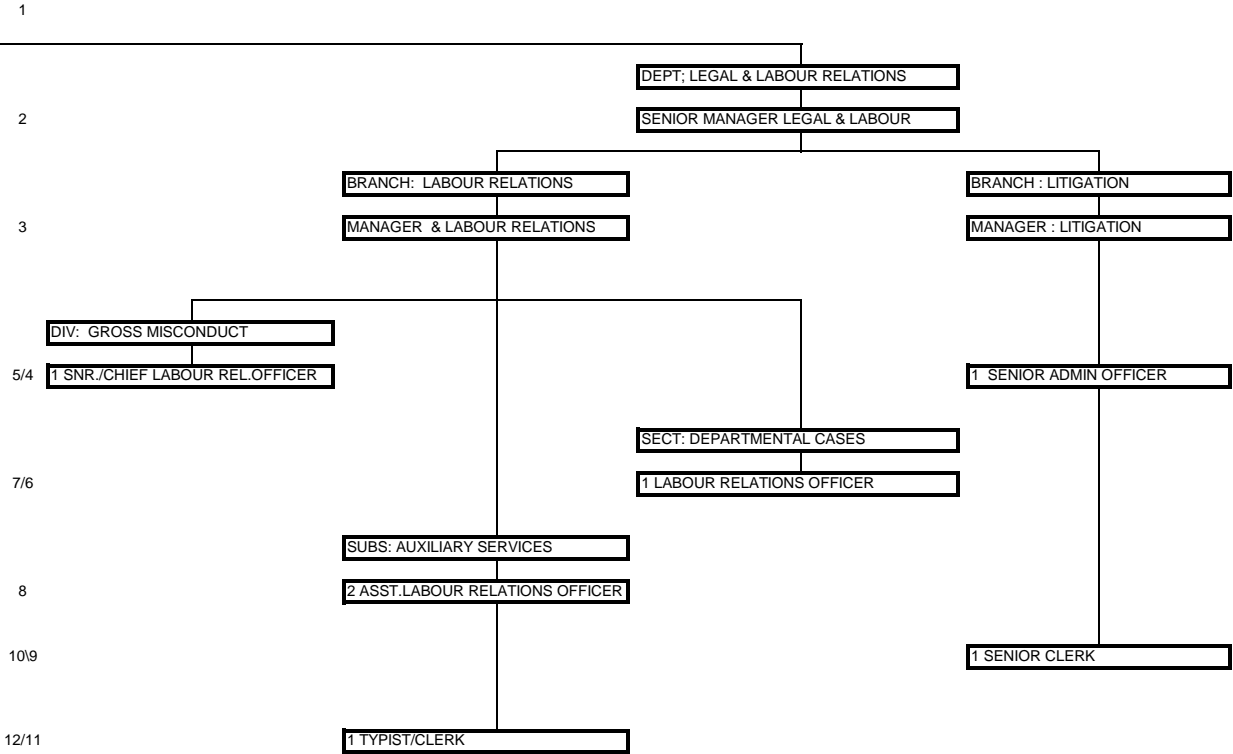 1
DEPT; LEGAL & LABOUR RELATIONS
2
SENIOR MANAGER LEGAL & LABOUR
BRANCH: LABOUR RELATIONS
BRANCH : LITIGATION
3
MANAGER & LABOUR RELATIONS
MANAGER : LITIGATION
DIV: GROSS MISCONDUCT
5/4
1 SNR./CHIEF LABOUR REL.OFFICER
1 SENIOR ADMIN OFFICER
SECT: DEPARTMENTAL CASES
7/6
1 LABOUR RELATIONS OFFICER
SUBS: AUXILIARY SERVICES
8
2 ASST.LABOUR RELATIONS OFFICER
10\9
1 SENIOR CLERK
12/11
1 TYPIST/CLERK